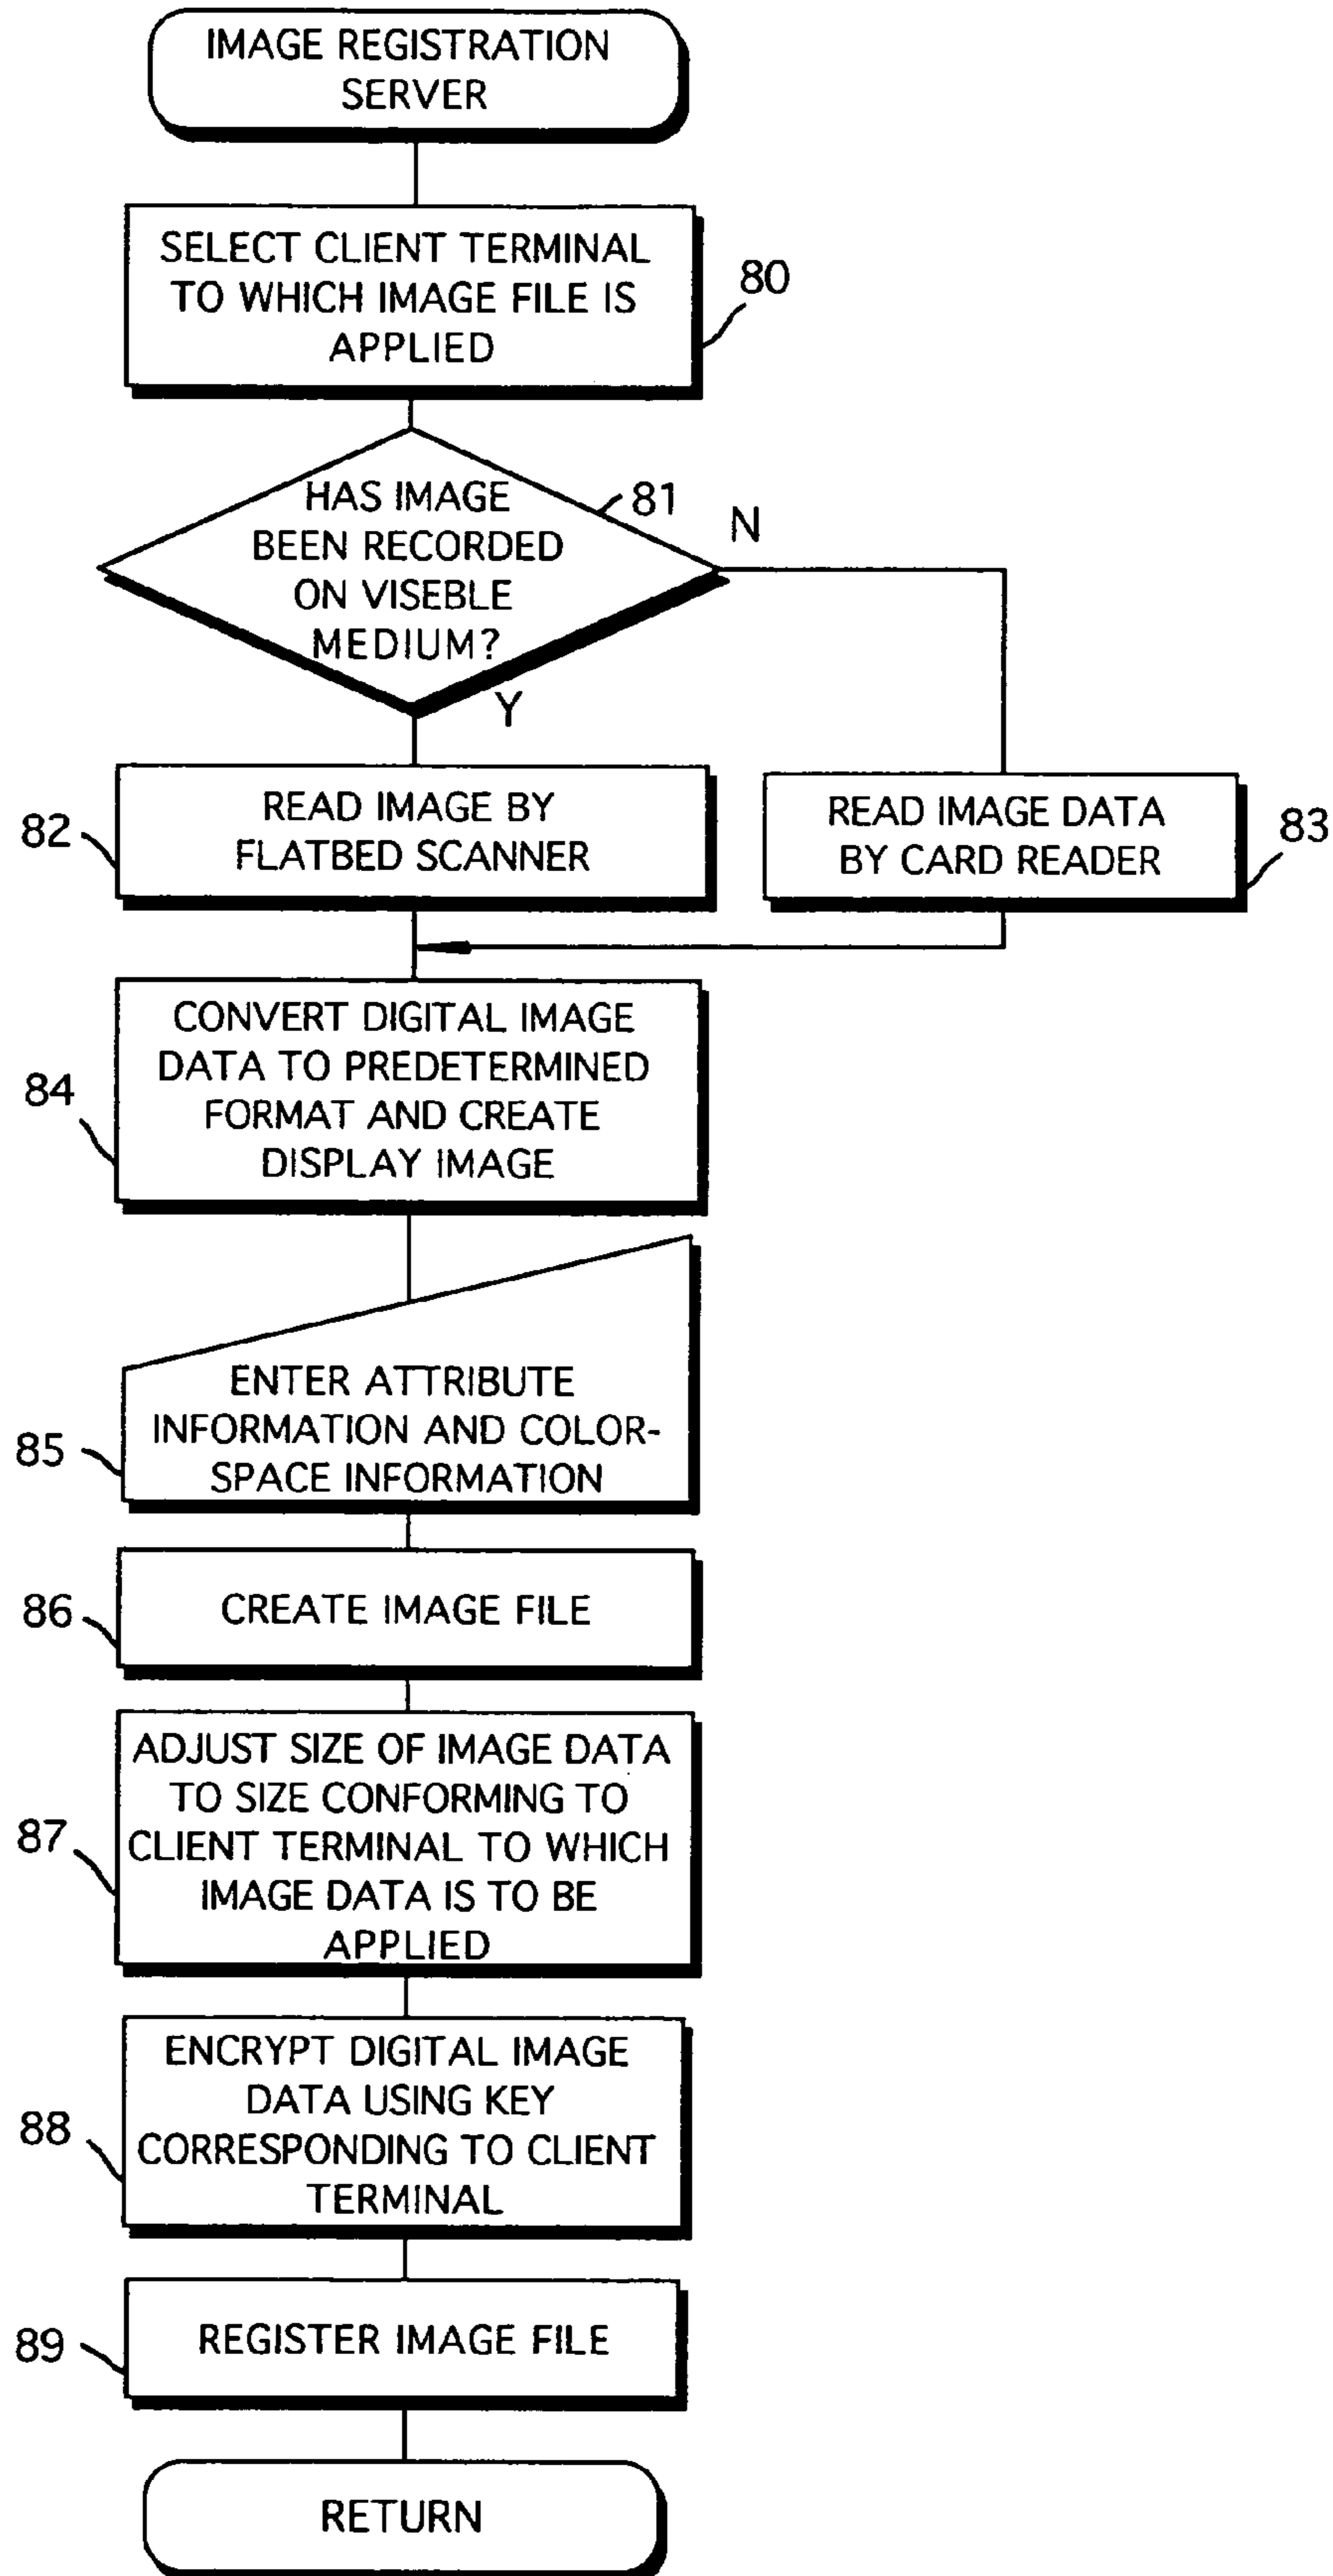 IMAGE REGISTRATION
SERVER
SELECT CLIENT TERMINAL
TO WHICH IMAGE FILE IS
APPLIED
80
HAS IMAGE
BEEN RECORDED
ON VISEBLE
MEDIUM?
81
N
Y
READ IMAGE BY
FLATBED SCANNER
82
READ IMAGE DATA
BY CARD READER
83
CONVERT DIGITAL IMAGE
DATA TO PREDETERMINED
FORMAT AND CREATE
DISPLAY IMAGE
84
ENTER ATTRIBUTE
INFORMATION AND COLOR-
SPACE INFORMATION
85
CREATE IMAGE FILE
86
ADJUST SIZE OF IMAGE DATA
TO SIZE CONFORMING TO
CLIENT TERMINAL TO WHICH
IMAGE DATA IS TO BE
APPLIED
87
ENCRYPT DIGITAL IMAGE
DATA USING KEY
CORRESPONDING TO CLIENT
TERMINAL
88
REGISTER IMAGE FILE
89
RETURN